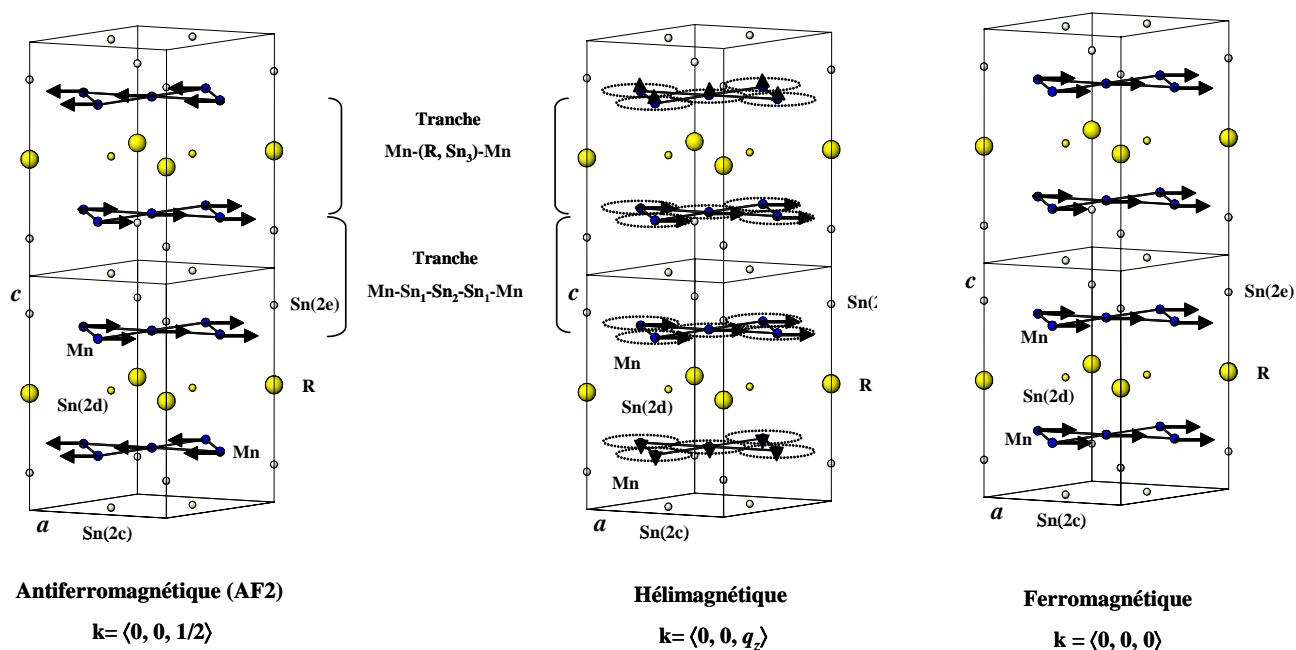 Tranche
Mn-(R, Sn₃)-Mn
Tranche
Mn-Sn₁-Sn₂-Sn₁-Mn
c
Sn(2e)
Mn
R
Sn(2d)
Mn
a
Sn(2c)
Antiferromagnétique (AF2)
k= ⟨0, 0, 1/2⟩
c
Mn
R
Sn(2d)
Mn
a
Sn(2c)
Hélimagnétique
k= ⟨0, 0, q_z⟩
c
Sn(2e)
Mn
R
Sn(2d)
Mn
a
Sn(2c)
Ferromagnétique
k = ⟨0, 0, 0⟩